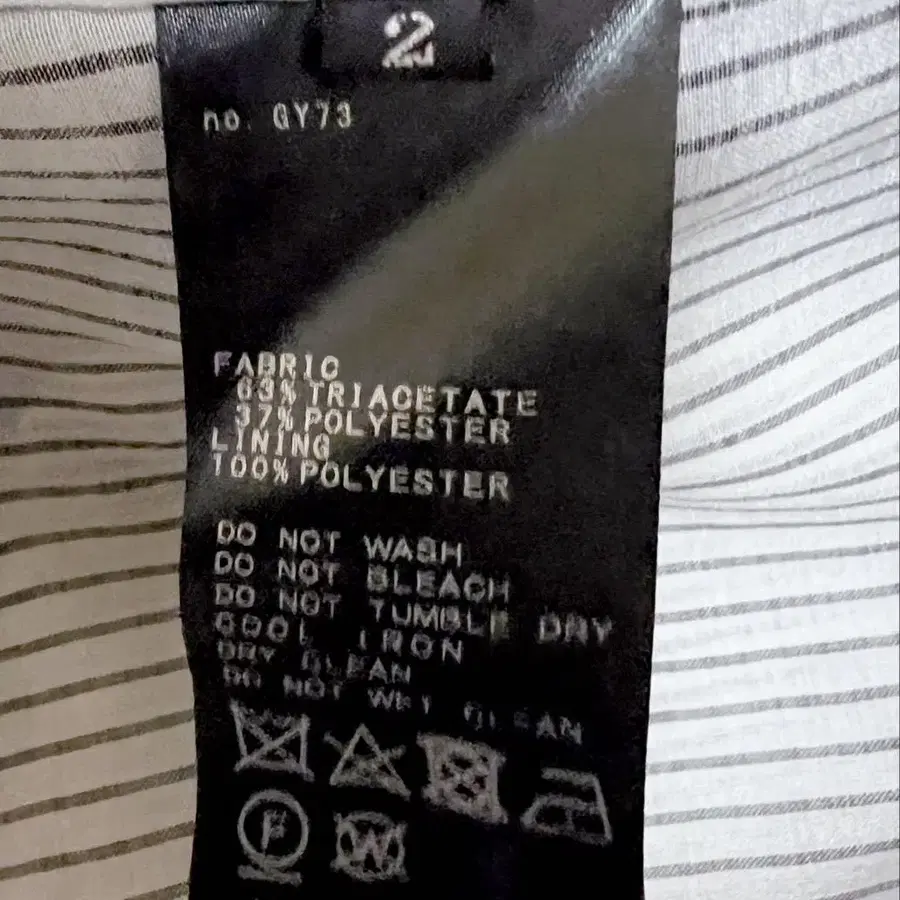 2
no. GY73
FABRIC
63% TRIACETATE
37% POLYESTER
LINING
100% POLYESTER
DO NOT WASH
DO NOT BLEACH
DO NOT TUMBLE DRY
COOL IRON
DRY CLEAN
DO NOT WET CLEAN
F W